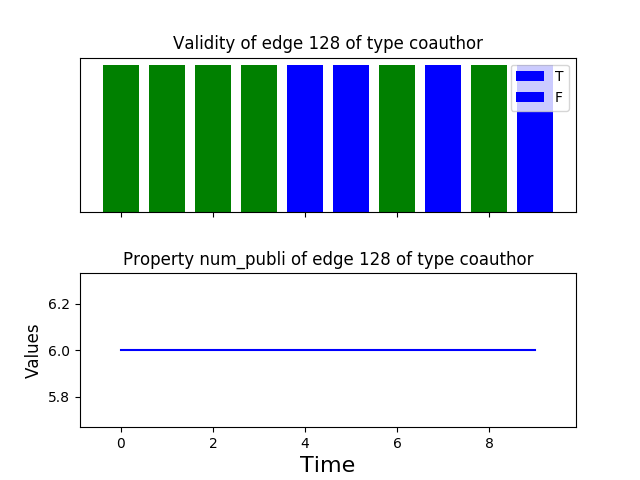 Validity of edge 128 of type coauthor
T
F
Property num_publi of edge 128 of type coauthor
Values
6.2
6.0
5.8
0 2 4 6 8
Time